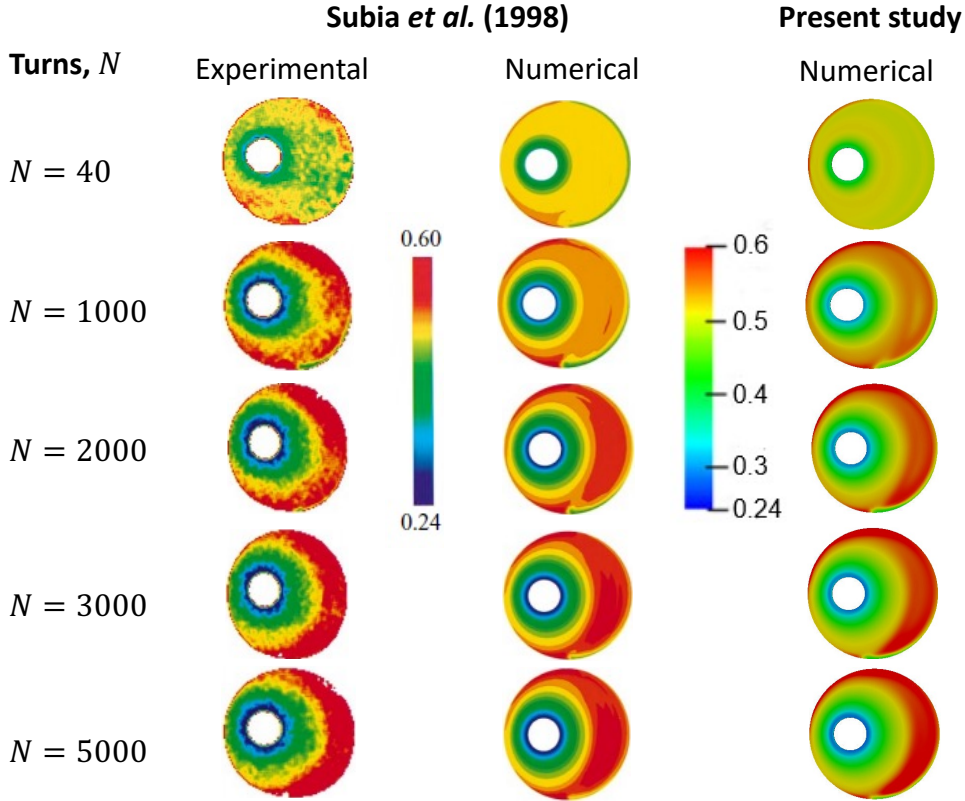 Subia et al. (1998) Present study
Turns, N Experimental Numerical Numerical
N = 40
0.60 0.6
N = 1000
0.5
0.4
N = 2000
0.3
0.24 0.24
N = 3000
N = 5000